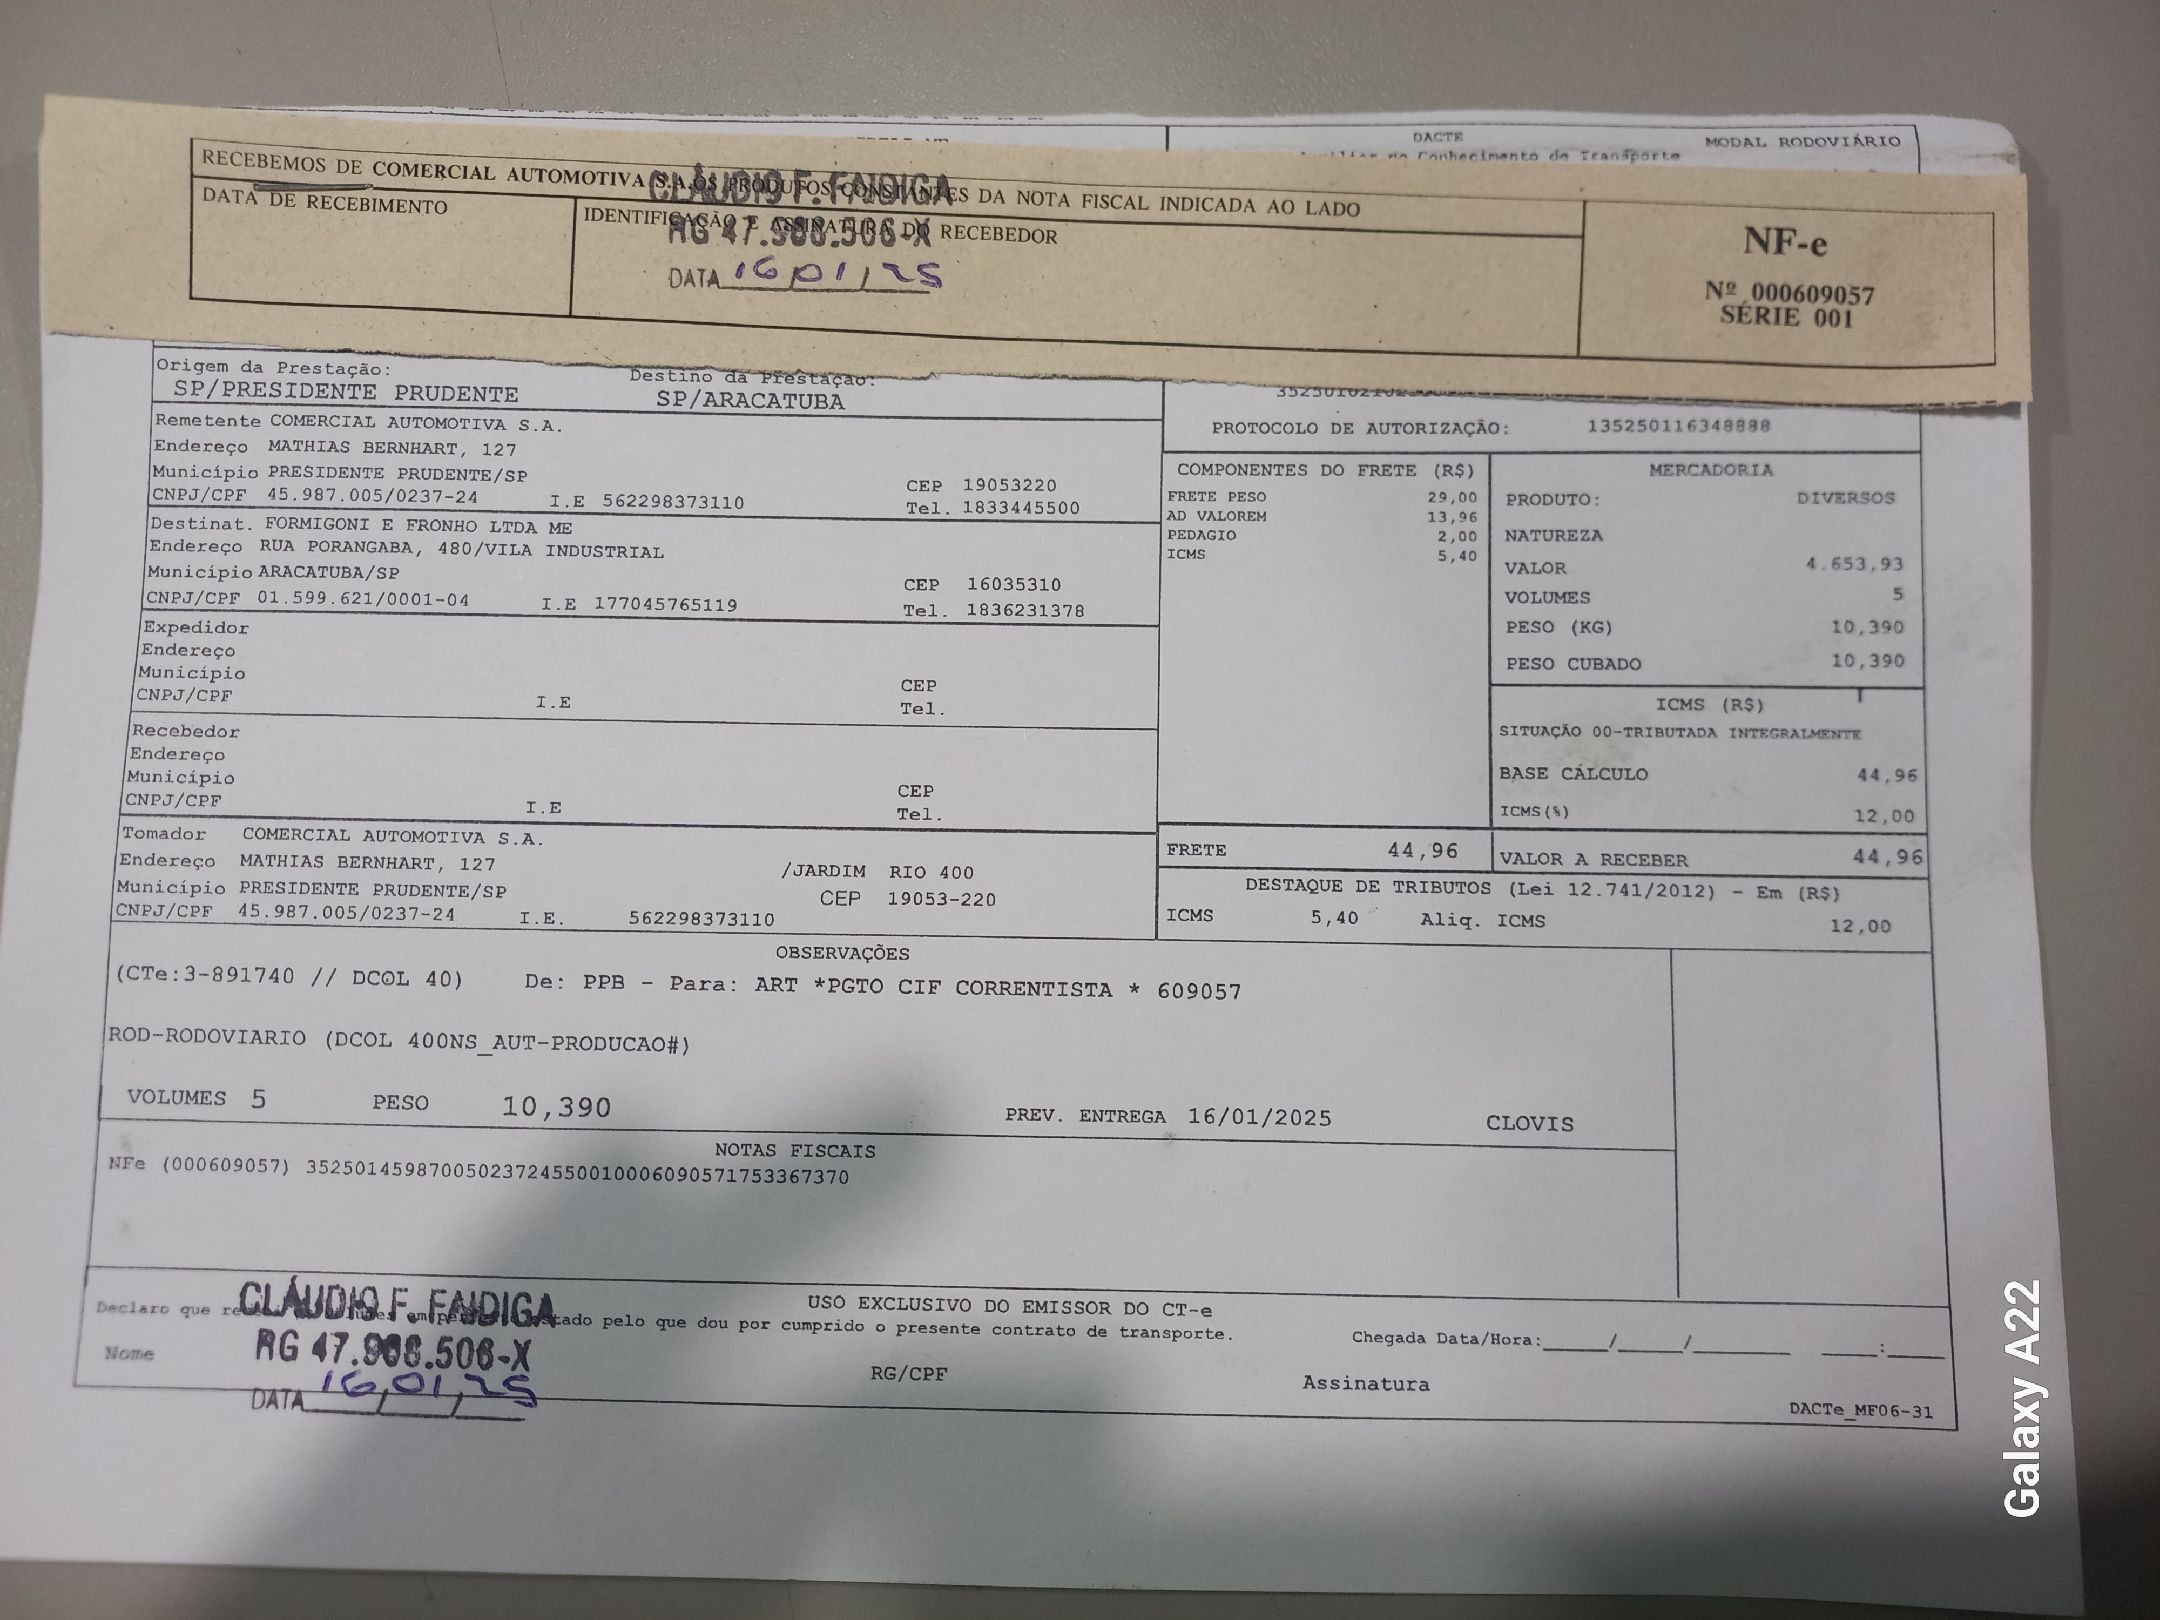 DACTE
MODAL RODOVIÁRIO
Conhecimento de Transporte
RECEBEMOS DE COMERCIAL AUTOMOTIVA S.A. OS PRODUTOS CONSTANTES DA NOTA FISCAL INDICADA AO LADO
CLÁUDIO F. FAIDIGA
DATA DE RECEBIMENTO
IDENTIFICAÇÃO E ASSINATURA DO RECEBEDOR
DATA 16/01/25
NF-e
Nº 000609057
SÉRIE 001
Origem da Prestação:
SP/PRESIDENTE PRUDENTE
Destino da Prestação:
SP/ARACATUBA
PROTOCOLO DE AUTORIZAÇÃO: 135250116348888
Remetente COMERCIAL AUTOMOTIVA S.A.
Endereço MATHIAS BERNHART, 127
Município PRESIDENTE PRUDENTE/SP CEP 19053220
CNPJ/CPF 45.987.005/0237-24 I.E 562298373110 Tel. 1833445500
Destinat. FORMIGONI E FRONHO LTDA ME
Endereço RUA PORANGABA, 480/VILA INDUSTRIAL
Município ARACATUBA/SP CEP 16035310
CNPJ/CPF 01.599.621/0001-04 I.E 177045765119 Tel. 1836231378
Expedidor
Endereço
Município CEP
CNPJ/CPF I.E Tel.
Recebedor
Endereço
Município CEP
CNPJ/CPF I.E Tel.
Tomador COMERCIAL AUTOMOTIVA S.A.
Endereço MATHIAS BERNHART, 127 /JARDIM RIO 400
Município PRESIDENTE PRUDENTE/SP CEP 19053-220
CNPJ/CPF 45.987.005/0237-24 I.E. 562298373110
COMPONENTES DO FRETE (R$)
FRETE PESO 29,00
AD VALOREM 13,96
PEDAGIO 2,00
ICMS 5,40
MERCADORIA
PRODUTO: DIVERSOS
NATUREZA
VALOR 4.653,93
VOLUMES 5
PESO (KG) 10,390
PESO CUBADO 10,390
ICMS (R$)
SITUAÇÃO 00-TRIBUTADA INTEGRALMENTE
BASE CÁLCULO 44,96
ICMS(%) 12,00
FRETE 44,96
VALOR A RECEBER 44,96
DESTAQUE DE TRIBUTOS (Lei 12.741/2012) - Em (R$)
ICMS 5,40 Aliq. ICMS 12,00
OBSERVAÇÕES
(CTe:3-891740 // DCOL 40) De: PPB - Para: ART *PGTO CIF CORRENTISTA * 609057
ROD-RODOVIARIO (DCOL 400NS_AUT-PRODUCAO#)
VOLUMES 5 PESO 10,390 PREV. ENTREGA 16/01/2025 CLOVIS
NOTAS FISCAIS
NFe (000609057) 35250145987005023724550010006090571753367370
USO EXCLUSIVO DO EMISSOR DO CT-e
Declaro que estado pelo que dou por cumprido o presente contrato de transporte.
CLÁUDIO F. FAIDIGA
Chegada Data/Hora:____/____/______ ____:____
Nome
RG/CPF
Assinatura
DATA 16/01/25
DACTe_MF06-31
Galaxy A22